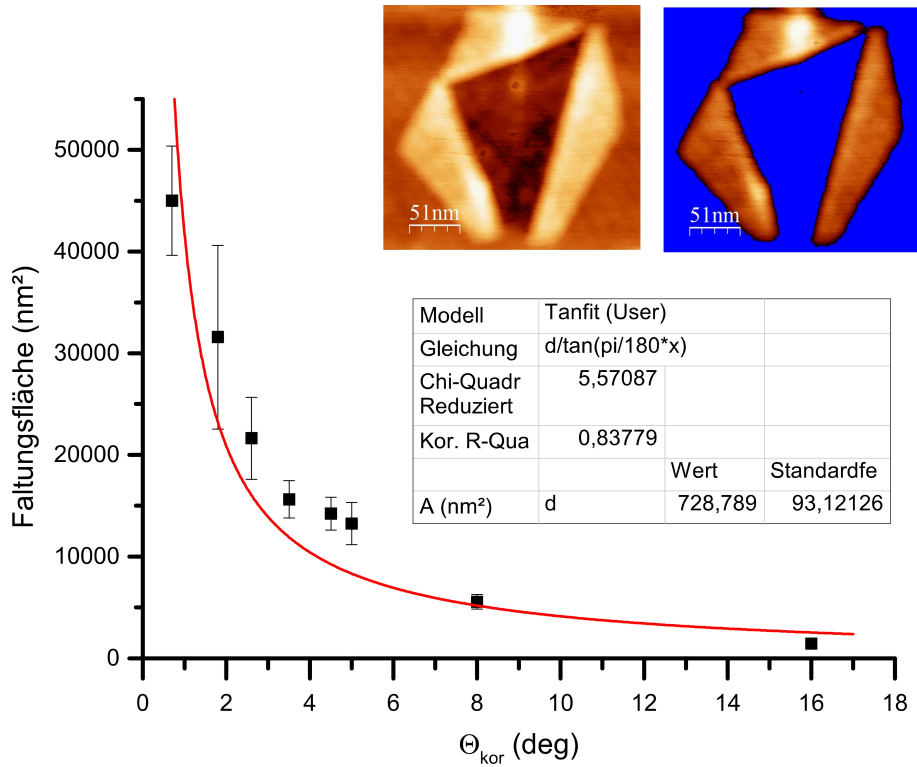 51nm
51nm
50000
40000
30000
20000
10000
0
Faltungsfläche (nm²)
Modell Tanfit (User)
Gleichung d/tan(pi/180*x)
Chi-Quadr 5,57087
Reduziert
Kor. R-Qua 0,83779
Wert Standardfe
A (nm²) d 728,789 93,12126
0 2 4 6 8 10 12 14 16 18
Θkor (deg)